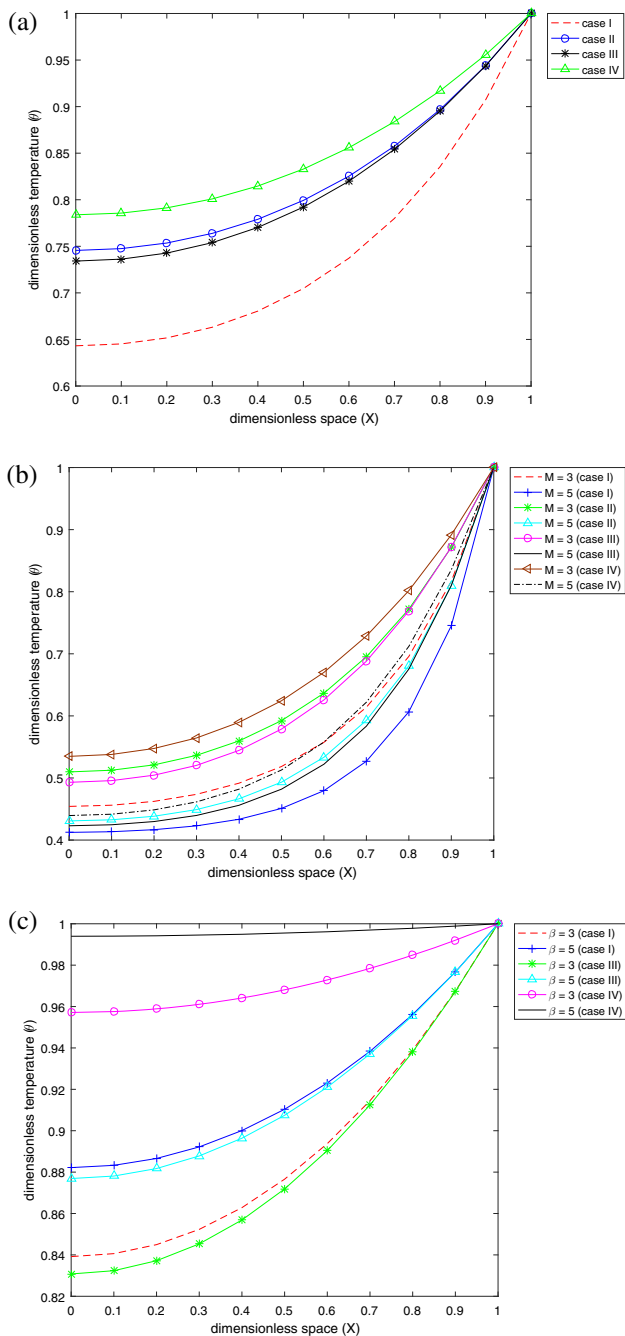 (a)
1
0.95
0.9
0.85
0.8
0.75
0.7
0.65
0.6
dimensionless temperature (θ)
0 0.1 0.2 0.3 0.4 0.5 0.6 0.7 0.8 0.9 1
dimensionless space (X)
case I
case II
case III
case IV
(b)
1
0.9
0.8
0.7
0.6
0.5
0.4
dimensionless temperature (θ)
0 0.1 0.2 0.3 0.4 0.5 0.6 0.7 0.8 0.9 1
dimensionless space (X)
M = 3 (case I)
M = 5 (case I)
M = 3 (case II)
M = 5 (case II)
M = 3 (case III)
M = 5 (case III)
M = 3 (case IV)
M = 5 (case IV)
(c)
1
0.98
0.96
0.94
0.92
0.9
0.88
0.86
0.84
0.82
dimensionless temperature (θ)
0 0.1 0.2 0.3 0.4 0.5 0.6 0.7 0.8 0.9 1
dimensionless space (X)
β = 3 (case I)
β = 5 (case I)
β = 3 (case III)
β = 5 (case III)
β = 3 (case IV)
β = 5 (case IV)